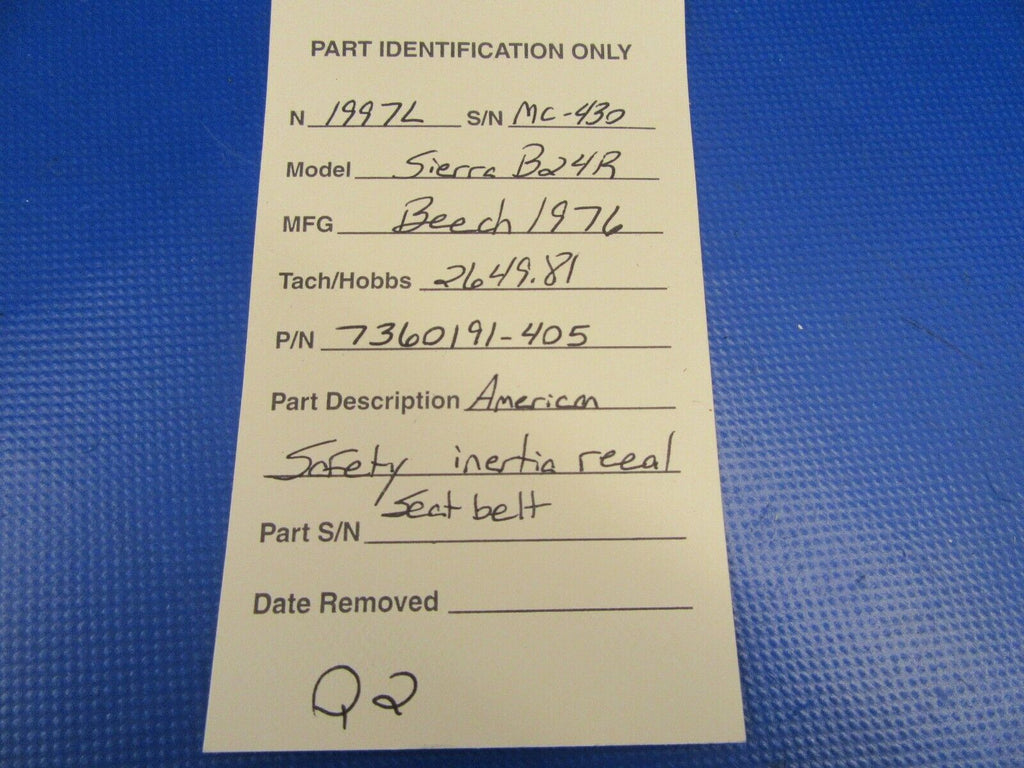 PART IDENTIFICATION ONLY
N 1997L S/N MC-430
Model Sierra B24R
MFG Beech 1976
Tach/Hobbs 2649.81
P/N 7360191-405
Part Description American
Safety inertia reeal
Seat belt
Part S/N
Date Removed
Q2